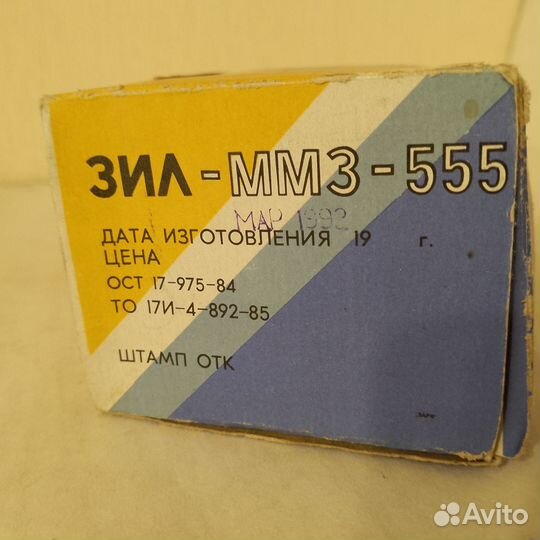 ЗИЛ-ММЗ-555
МАР 1992
ДАТА ИЗГОТОВЛЕНИЯ 19 г.
ЦЕНА
ОСТ 17-975-84
ТО 17И-4-892-85
ШТАМП ОТК
Avito